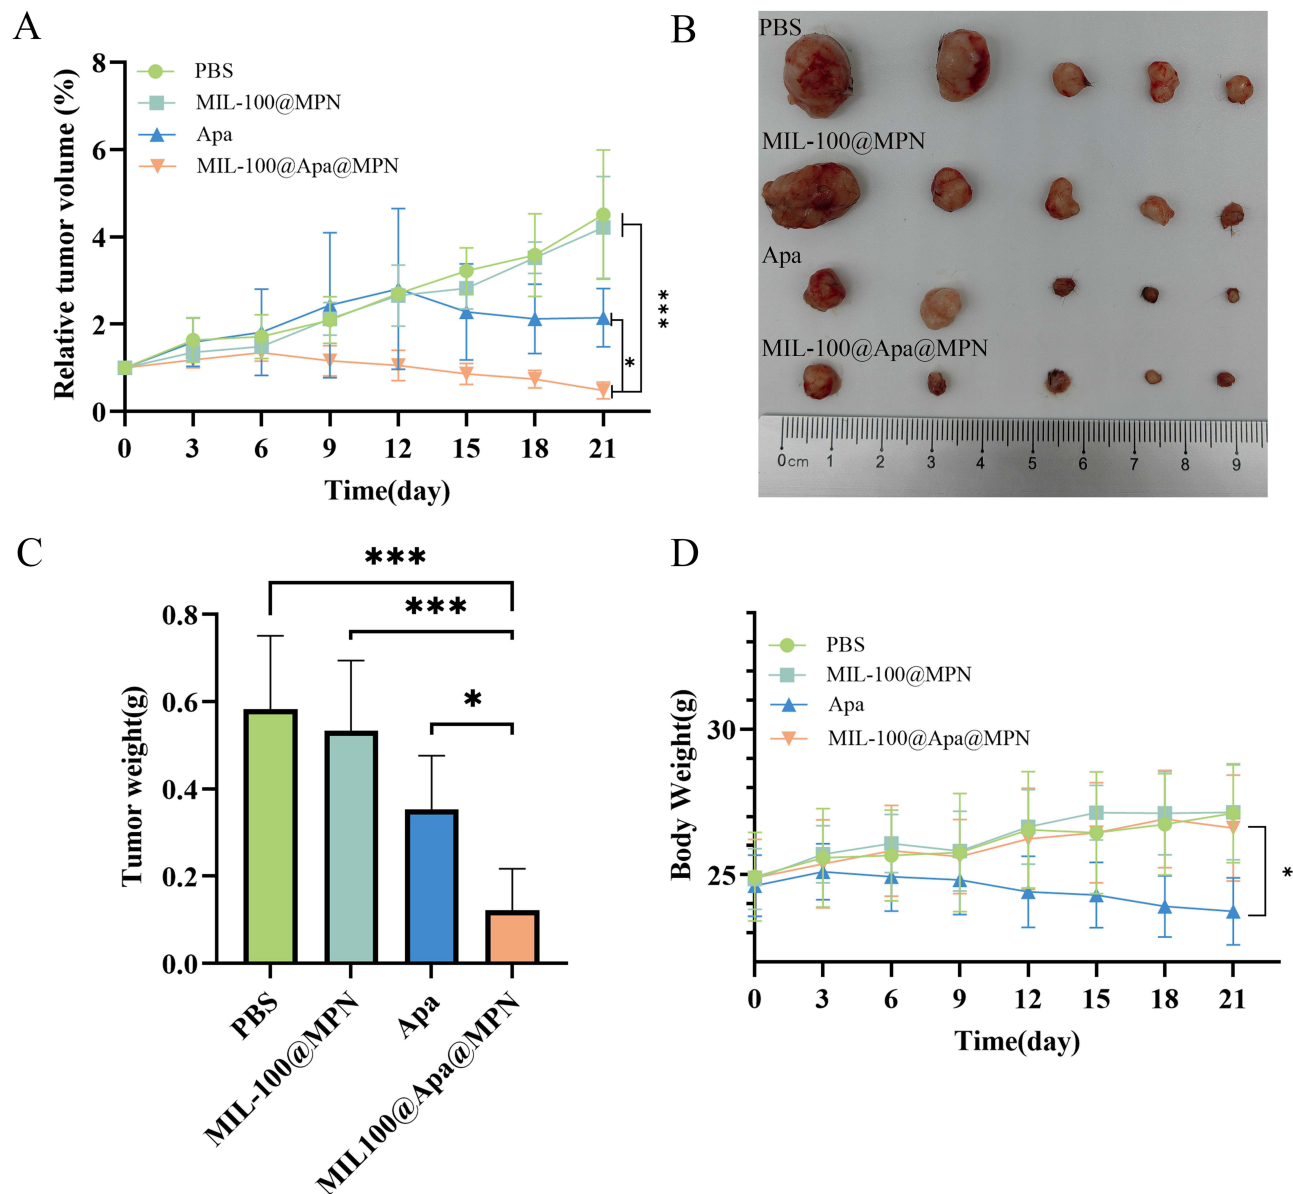 A
Relative tumor volume (%)
8
6
4
2
0
PBS
MIL-100@MPN
Apa
MIL-100@Apa@MPN
***
*
0 3 6 9 12 15 18 21
Time(day)
B
PBS
MIL-100@MPN
Apa
MIL-100@Apa@MPN
0cm 1 2 3 4 5 6 7 8 9
C
Tumor weight(g)
0.8
0.6
0.4
0.2
0.0
***
***
*
PBS
MIL-100@MPN
Apa
MIL100@Apa@MPN
D
Body Weight(g)
30
25
PBS
MIL-100@MPN
Apa
MIL-100@Apa@MPN
*
0 3 6 9 12 15 18 21
Time(day)